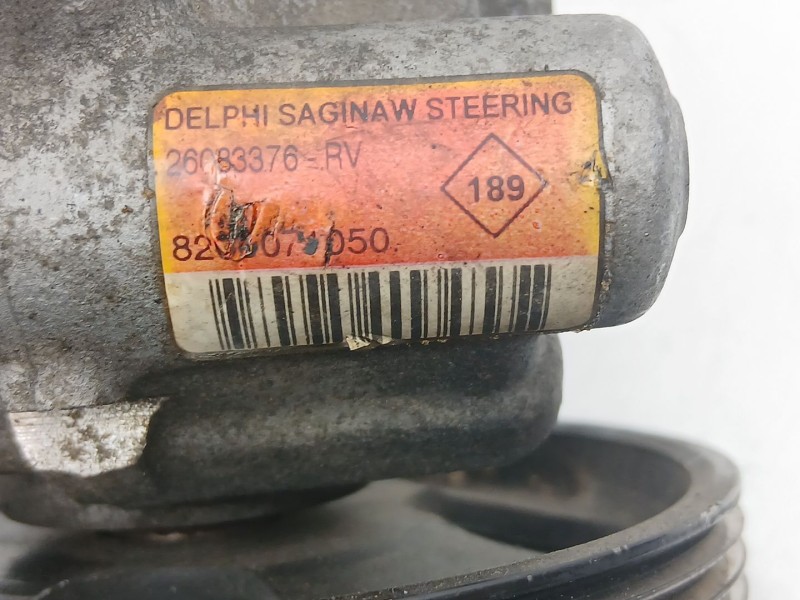 DELPHI SAGINAW STEERING
26083376-RV
189